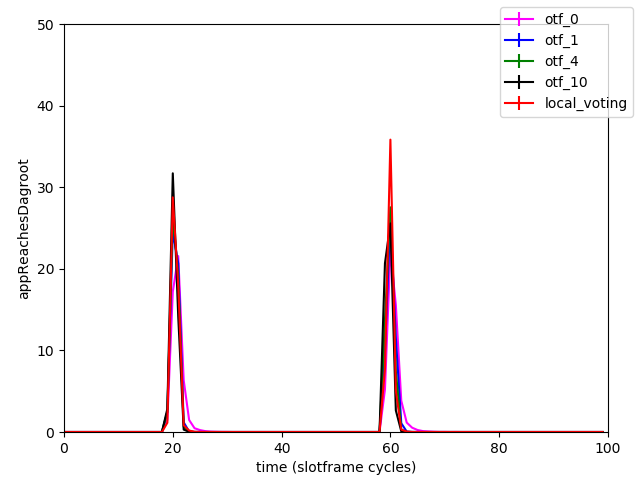 otf_0
otf_1
otf_4
otf_10
local_voting
50
40
30
20
10
0
appReachesDagroot
0 20 40 60 80 100
time (slotframe cycles)